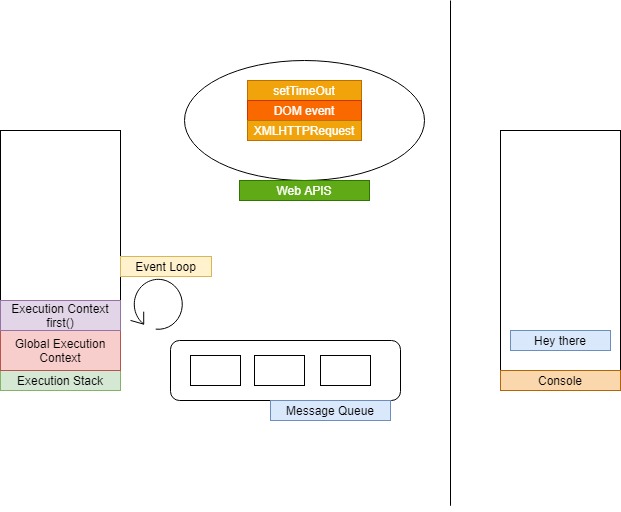 setTimeOut
DOM event
XMLHTTPRequest
Web APIS
Event Loop
Execution Context
first()
Global Execution
Context
Execution Stack
Message Queue
Hey there
Console